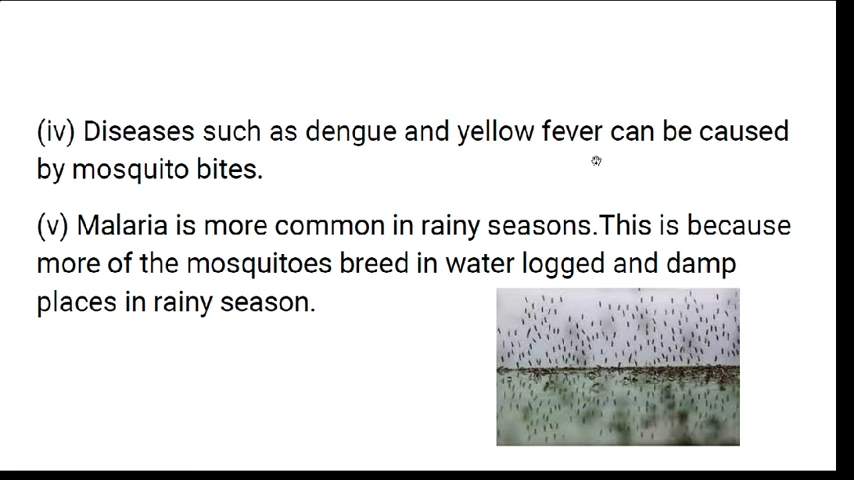 (iv) Diseases such as dengue and yellow fever can be caused
by mosquito bites.
(v) Malaria is more common in rainy seasons.This is because
more of the mosquitoes breed in water logged and damp
places in rainy season.